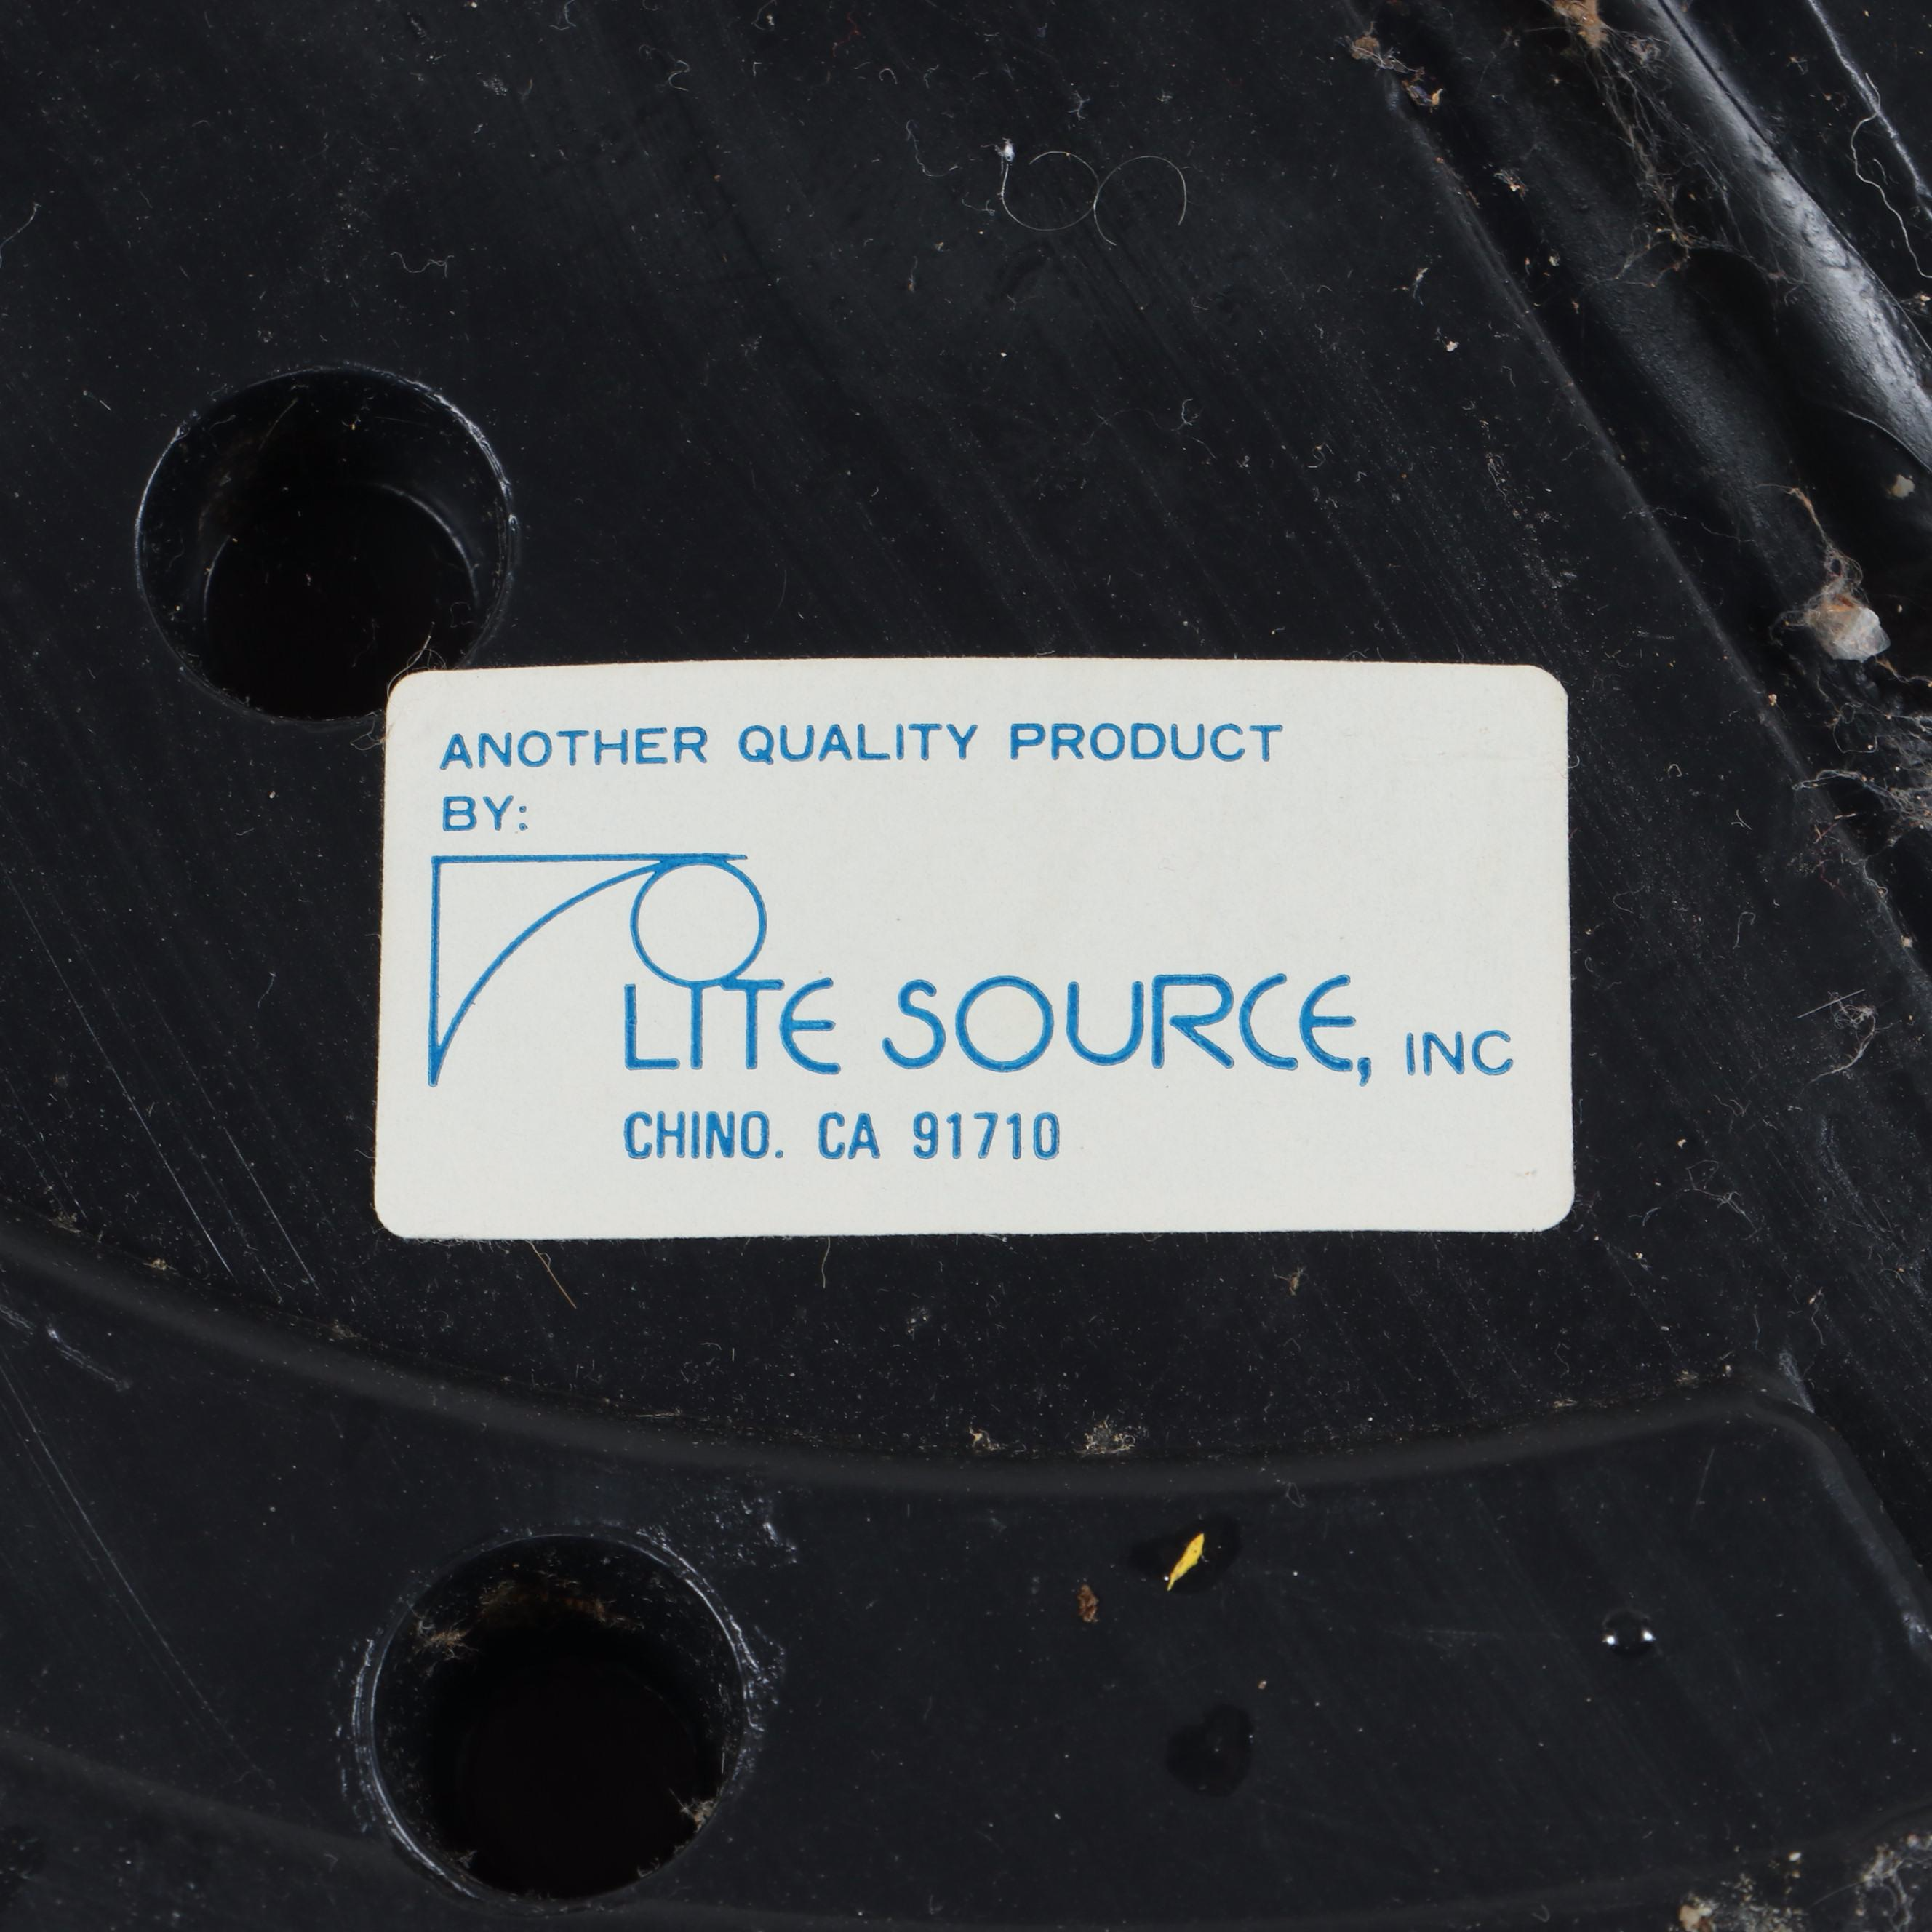 ANOTHER QUALITY PRODUCT
BY:
LITE SOURCE, INC
CHINO. CA 91710